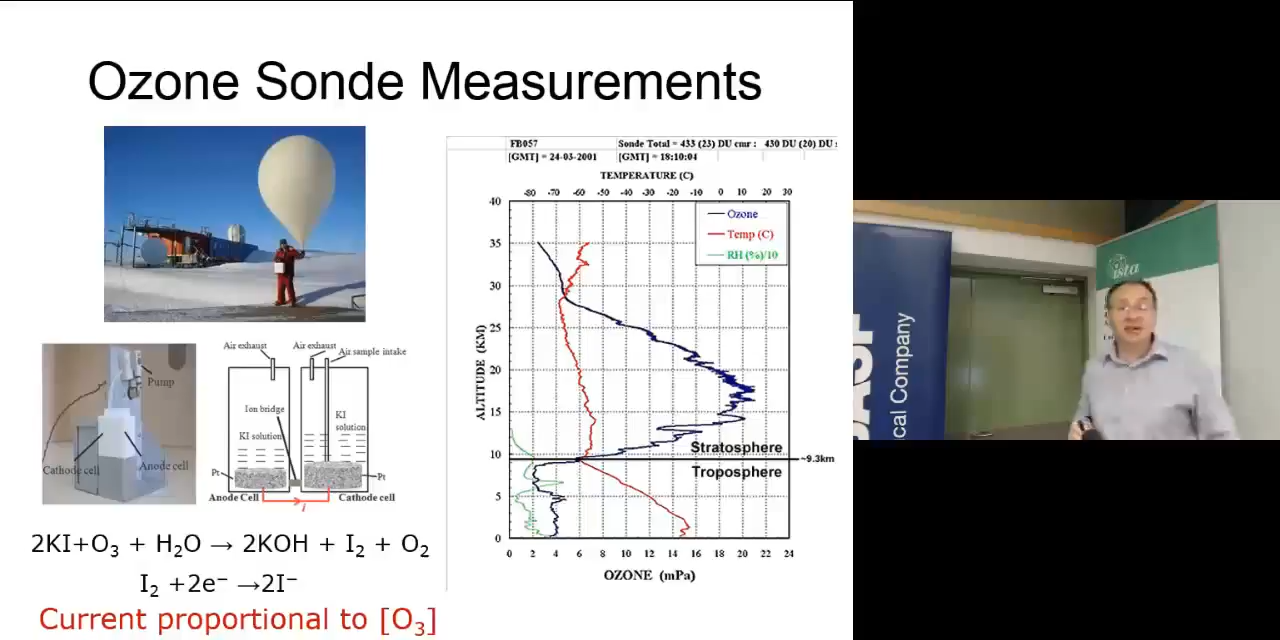 Ozone Sonde Measurements
FB057
Sonde Total = 433 (23) DU cmr : 430 DU (20) DU
[GMT] = 24-03-2001
[GMT] = 18:10:04
TEMPERATURE (C)
-80 -70 -60 -50 -40 -30 -20 -10 0 10 20 30
40
35
30
25
20
15
10
5
0
ALTITUDE (KM)
Ozone
Temp (C)
RH (%)/10
Stratosphere
~9.3km
Troposphere
0 2 4 6 8 10 12 14 16 18 20 22 24
OZONE (mPa)
Pump
Cathode cell
Anode cell
Air exhaust
Air exhaust
Air sample intake
Ion bridge
KI solution
KI
solution
Pt
Pt
Anode Cell
Cathode cell
i
2KI+O₃ + H₂O → 2KOH + I₂ + O₂
I₂ +2e⁻ →2I⁻
Current proportional to [O₃]
cal Company
ista